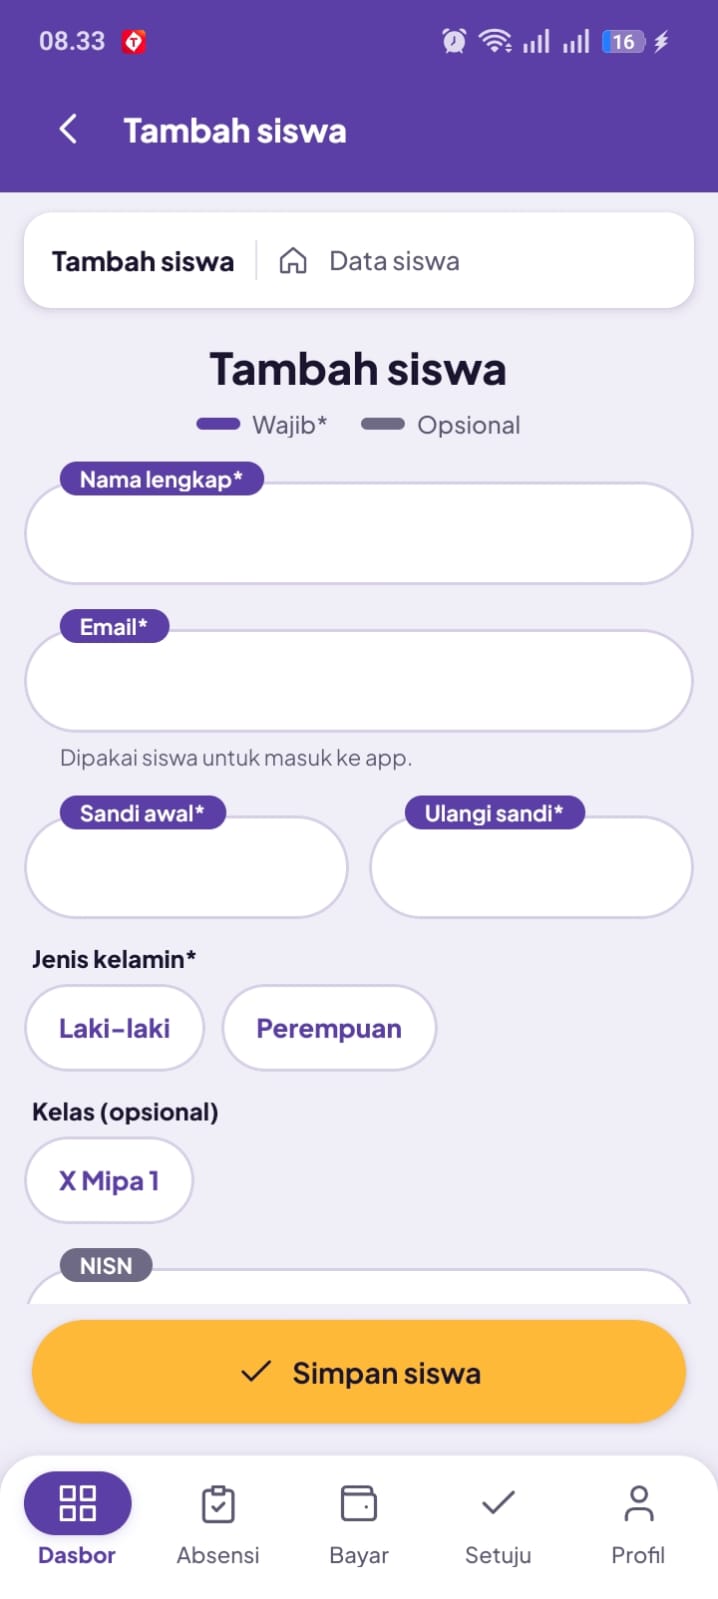 08.33
16
Tambah siswa
Tambah siswa Data siswa
Tambah siswa
Wajib* Opsional
Nama lengkap*
Email*
Dipakai siswa untuk masuk ke app.
Sandi awal* Ulangi sandi*
Jenis kelamin*
Laki-laki Perempuan
Kelas (opsional)
X Mipa 1
NISN
Simpan siswa
Dasbor Absensi Bayar Setuju Profil